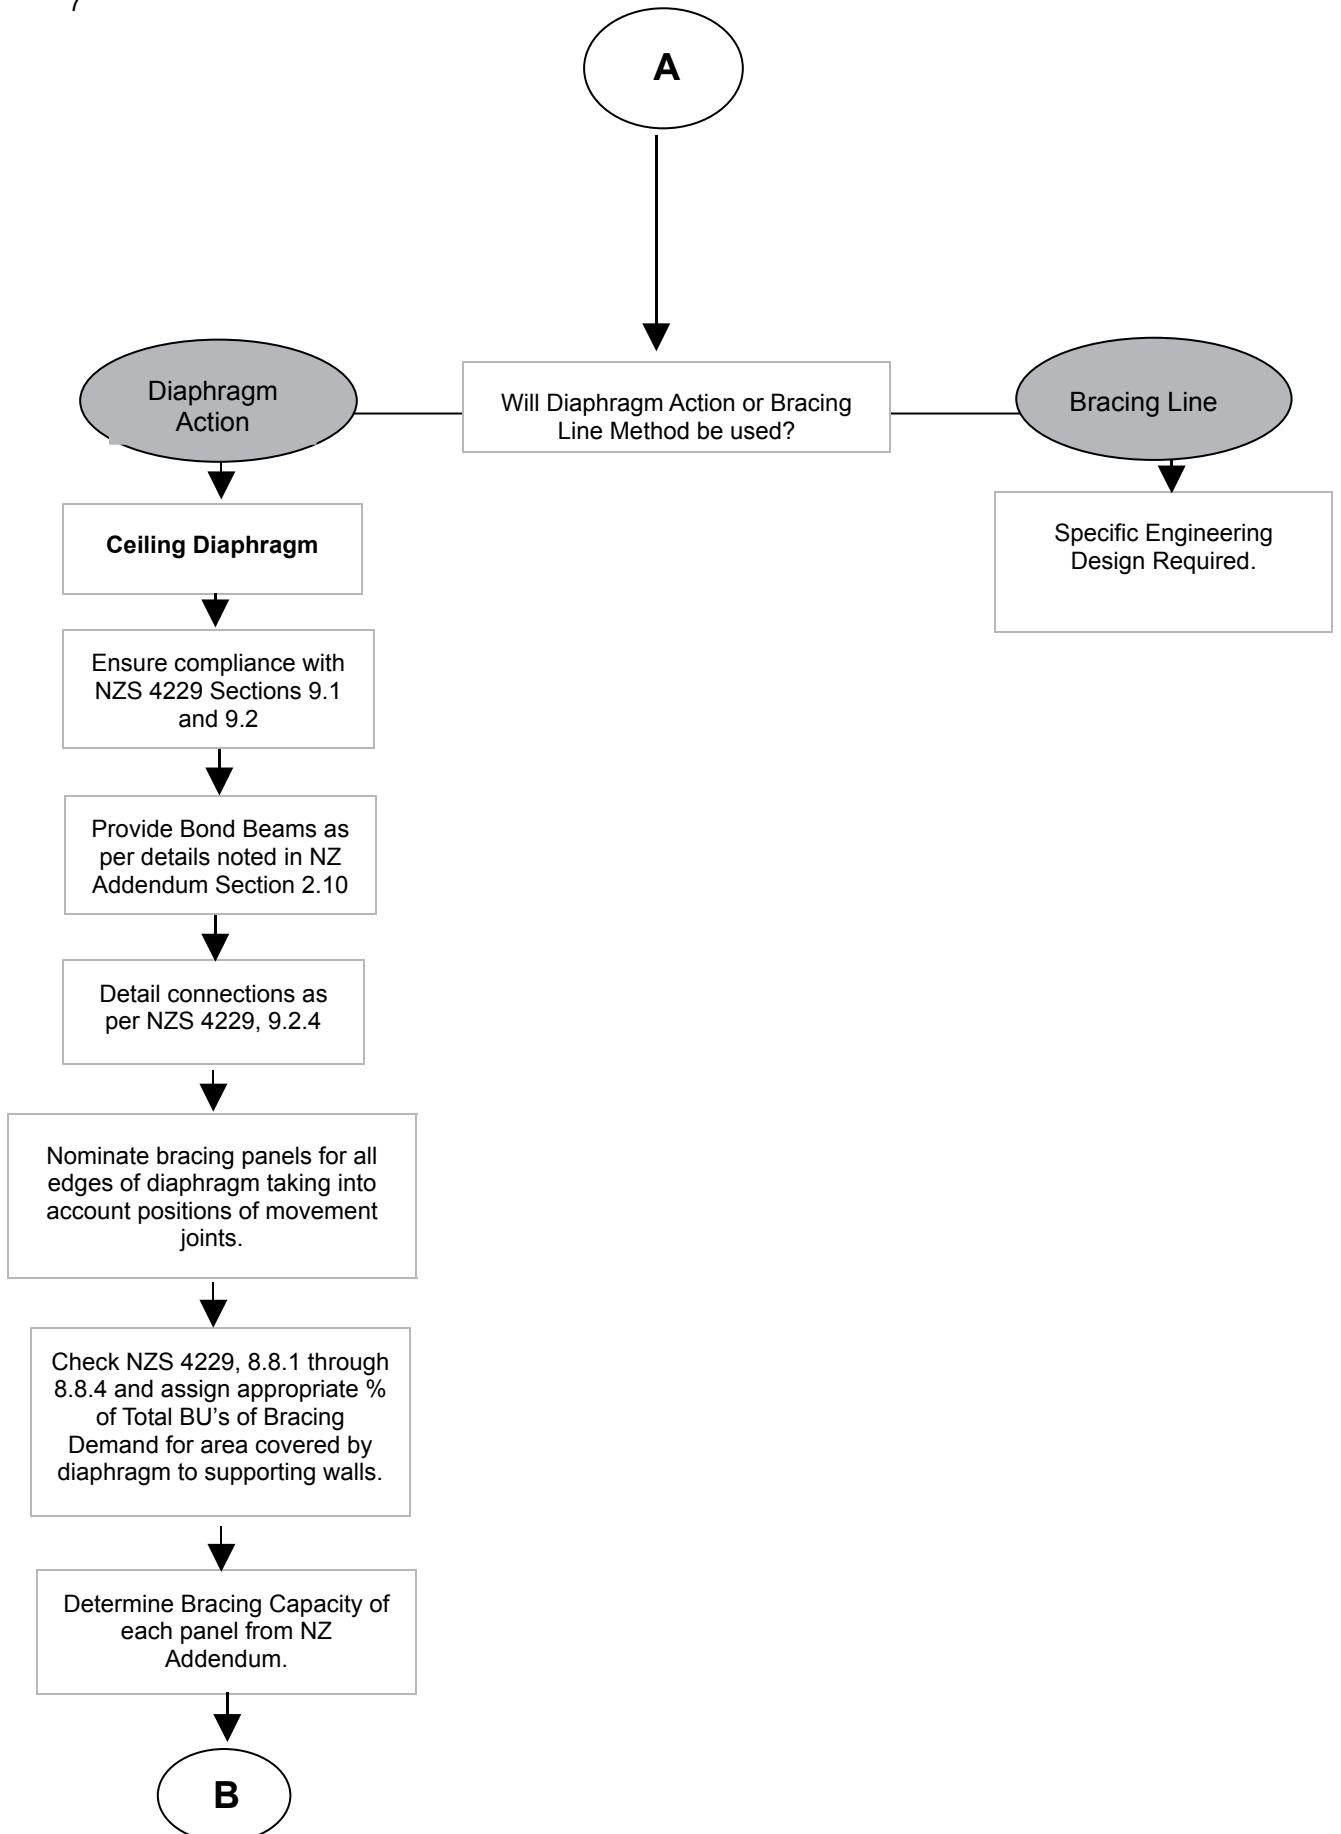 7
A
Diaphragm
Action
Will Diaphragm Action or Bracing
Line Method be used?
Bracing Line
Ceiling Diaphragm
Specific Engineering
Design Required.
Ensure compliance with
NZS 4229 Sections 9.1
and 9.2
Provide Bond Beams as
per details noted in NZ
Addendum Section 2.10
Detail connections as
per NZS 4229, 9.2.4
Nominate bracing panels for all
edges of diaphragm taking into
account positions of movement
joints.
Check NZS 4229, 8.8.1 through
8.8.4 and assign appropriate %
of Total BU’s of Bracing
Demand for area covered by
diaphragm to supporting walls.
Determine Bracing Capacity of
each panel from NZ
Addendum.
B